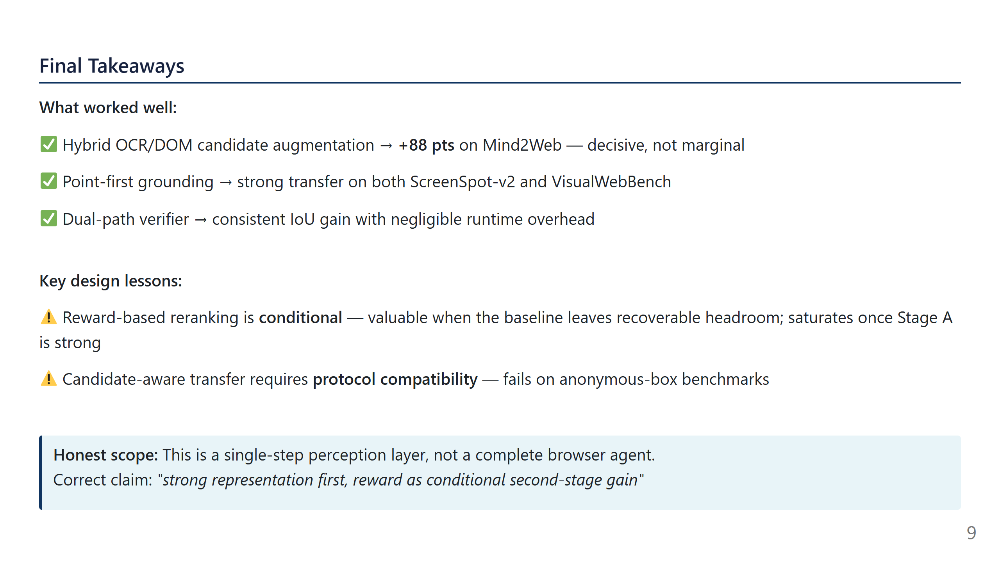 Final Takeaways
What worked well:
✅ Hybrid OCR/DOM candidate augmentation → +88 pts on Mind2Web — decisive, not marginal
✅ Point-first grounding → strong transfer on both ScreenSpot-v2 and VisualWebBench
✅ Dual-path verifier → consistent IoU gain with negligible runtime overhead
Key design lessons:
⚠️ Reward-based reranking is conditional — valuable when the baseline leaves recoverable headroom; saturates once Stage A
is strong
⚠️ Candidate-aware transfer requires protocol compatibility — fails on anonymous-box benchmarks
Honest scope: This is a single-step perception layer, not a complete browser agent.
Correct claim: "strong representation first, reward as conditional second-stage gain"
9